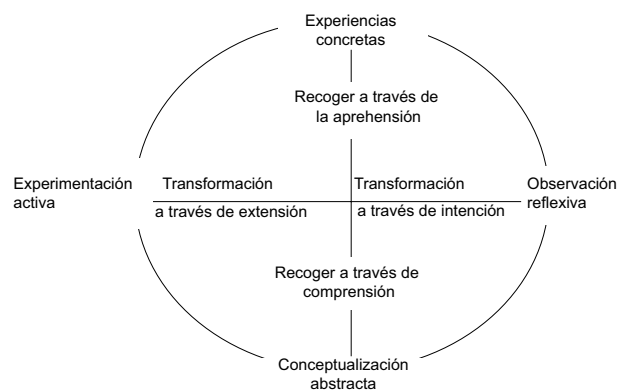 Experiencias
concretas
Recoger a través de
la aprehensión
Experimentación
activa
Transformación
a través de extensión
Transformación
a través de intención
Observación
reflexiva
Recoger a través de
comprensión
Conceptualización
abstracta